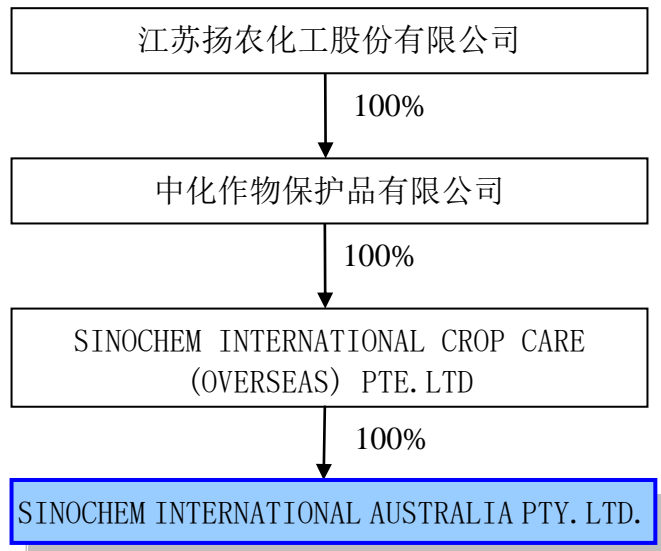 江苏扬农化工股份有限公司
100%
中化作物保护品有限公司
100%
SINOCHEM INTERNATIONAL CROP CARE
(OVERSEAS) PTE.LTD
100%
SINOCHEM INTERNATIONAL AUSTRALIA PTY.LTD.